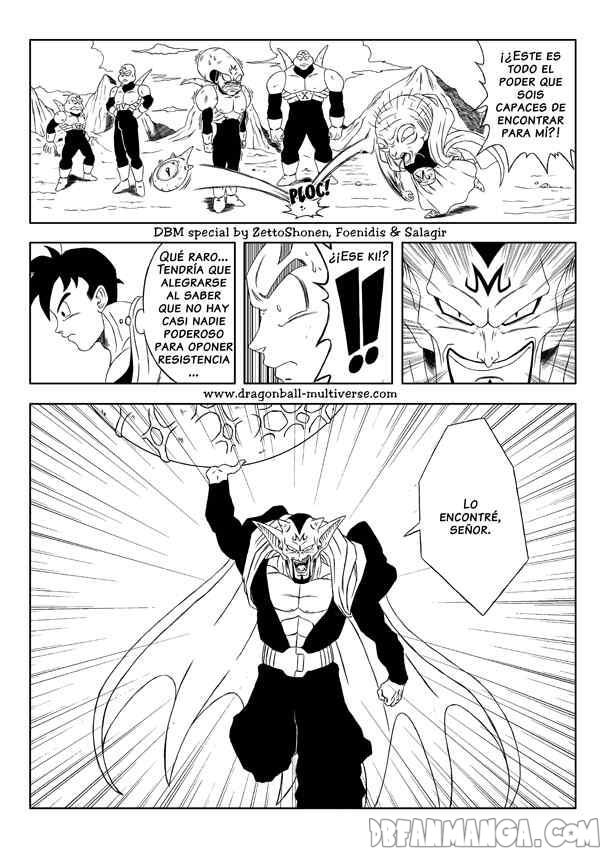 ¡¿ESTE ES
TODO EL
PODER QUE
SOIS
CAPACES DE
ENCONTRAR
PARA MÍ?!
PLOC!
DBM special by ZettoShonen, Foenidis & Salagir
QUÉ RARO...
TENDRÍA QUE
ALEGRARSE
AL SABER
QUE NO HAY
CASI NADIE
PODEROSO
PARA OPONER
RESISTENCIA
...
¿¡ESE KI!?
!!
www.dragonball-multiverse.com
LO
ENCONTRÉ,
SEÑOR.
DBFANMANGA.COM